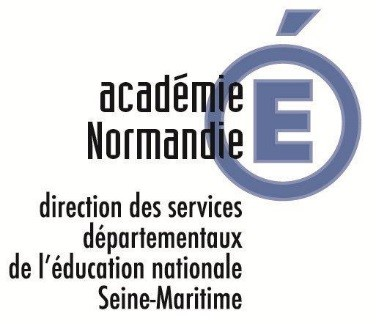 académie
Normandie
É
direction des services
départementaux
de l'éducation nationale
Seine-Maritime